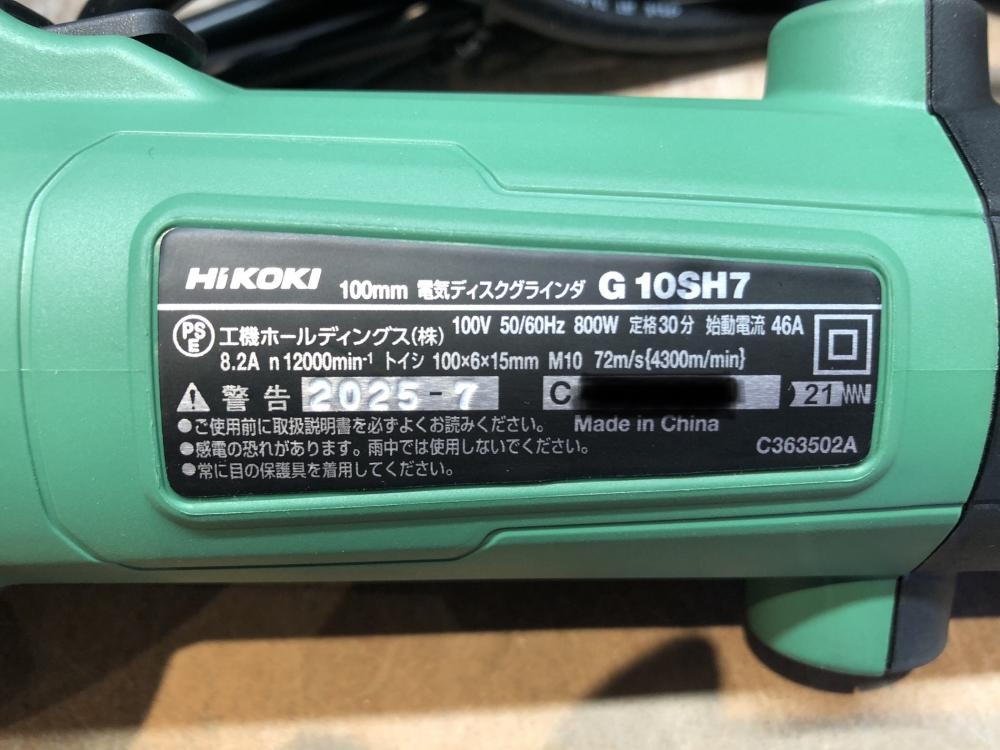 HiKOKI 100mm 電気ディスクグラインダ G 10SH7
PSE 工機ホールディングス(株) 100V 50/60Hz 800W 定格30分 始動電流 46A
8.2A n 12000min-1 トイシ 100×6×15mm M10 72m/s{4300m/min}
警告 2025-7 C 21
●ご使用前に取扱説明書を必ずよくお読みください。 Made in China
●感電の恐れがあります。雨中では使用しないでください。 C363502A
●常に目の保護具を着用してください。